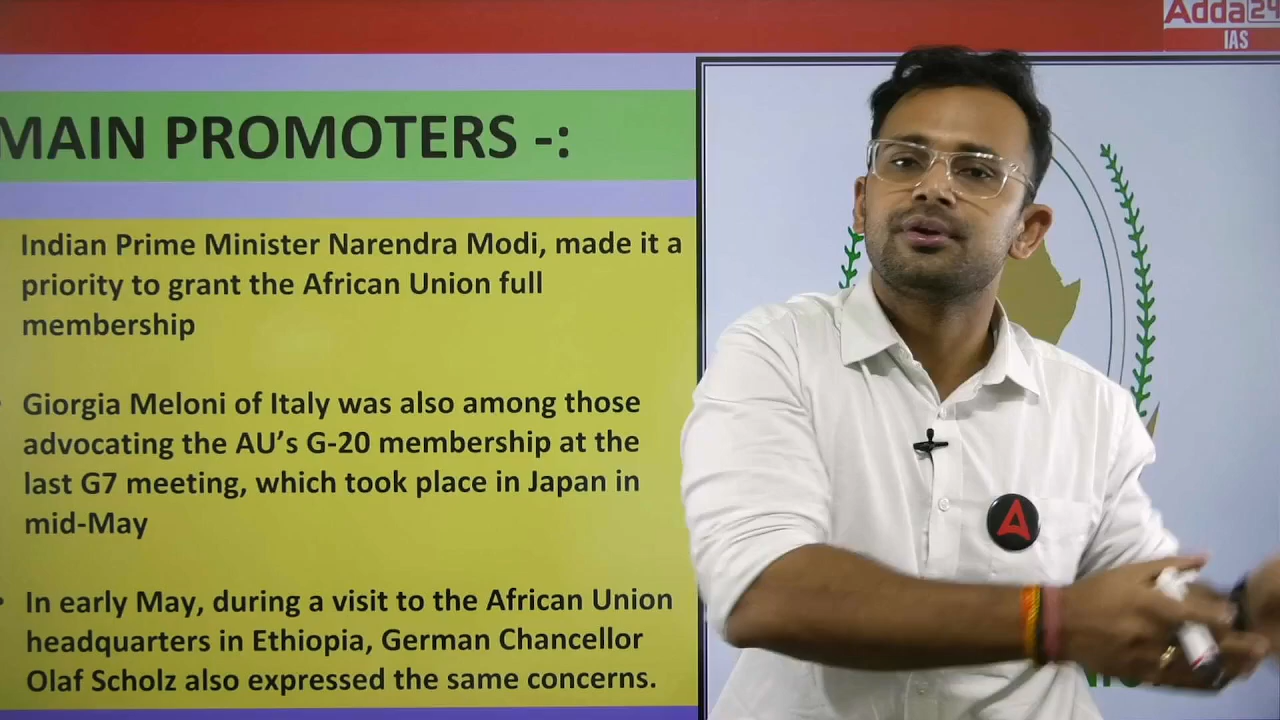 Adda24
IAS
MAIN PROMOTERS -:
Indian Prime Minister Narendra Modi, made it a
priority to grant the African Union full
membership
Giorgia Meloni of Italy was also among those
advocating the AU's G-20 membership at the
last G7 meeting, which took place in Japan in
mid-May
In early May, during a visit to the African Union
headquarters in Ethiopia, German Chancellor
Olaf Scholz also expressed the same concerns.
A